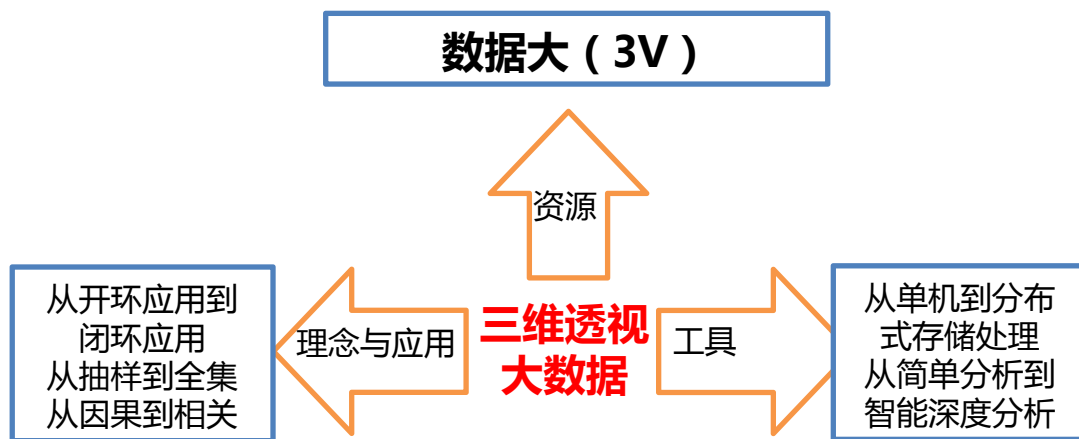 数据大（3V）
资源
从开环应用到
闭环应用
从抽样到全集
从因果到相关
理念与应用
三维透视
大数据
工具
从单机到分布
式存储处理
从简单分析到
智能深度分析